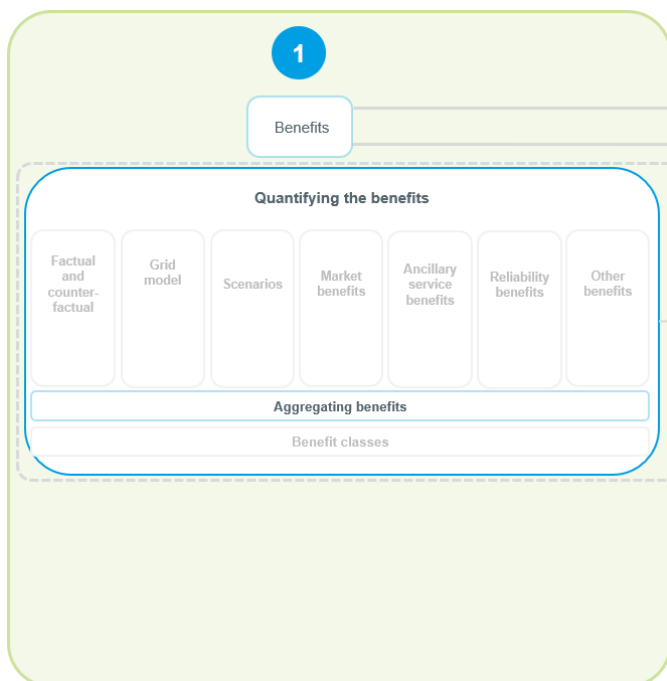 1
Benefits
Quantifying the benefits
Factual
and
counter-
factual
Grid
model
Scenarios
Market
benefits
Ancillary
service
benefits
Reliability
benefits
Other
benefits
Aggregating benefits
Benefit classes